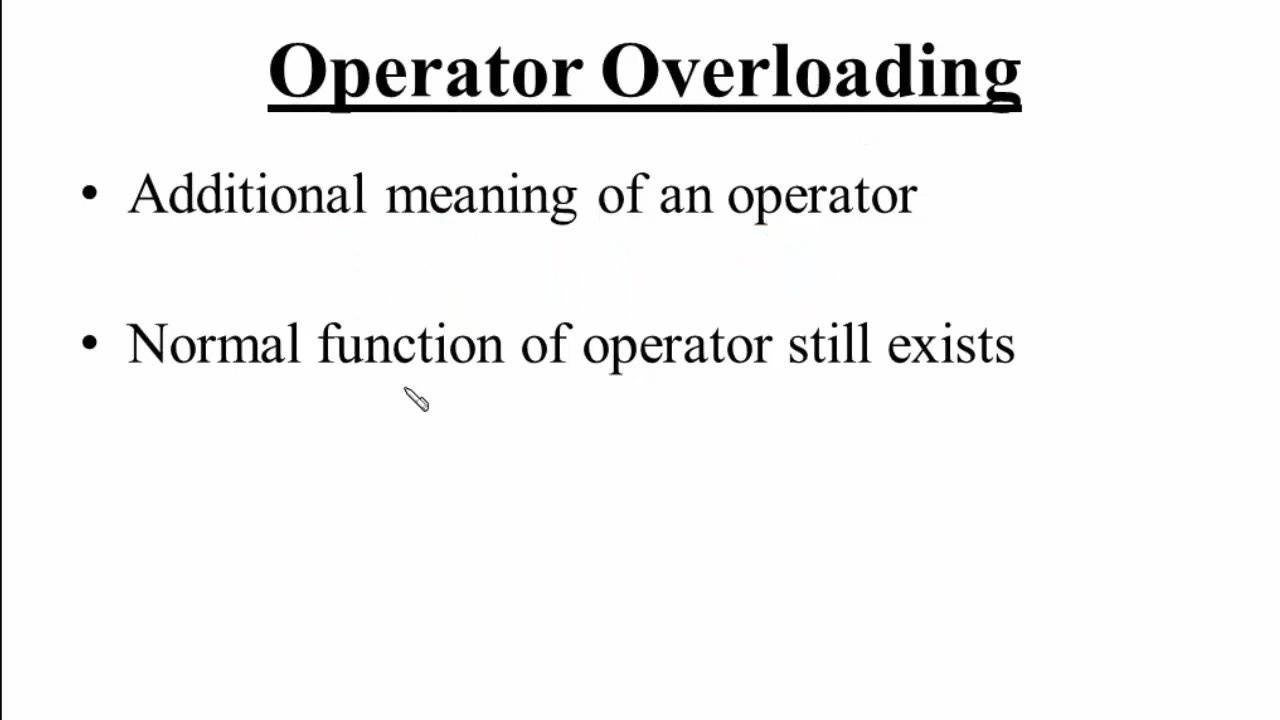 Operator Overloading
• Additional meaning of an operator
• Normal function of operator still exists